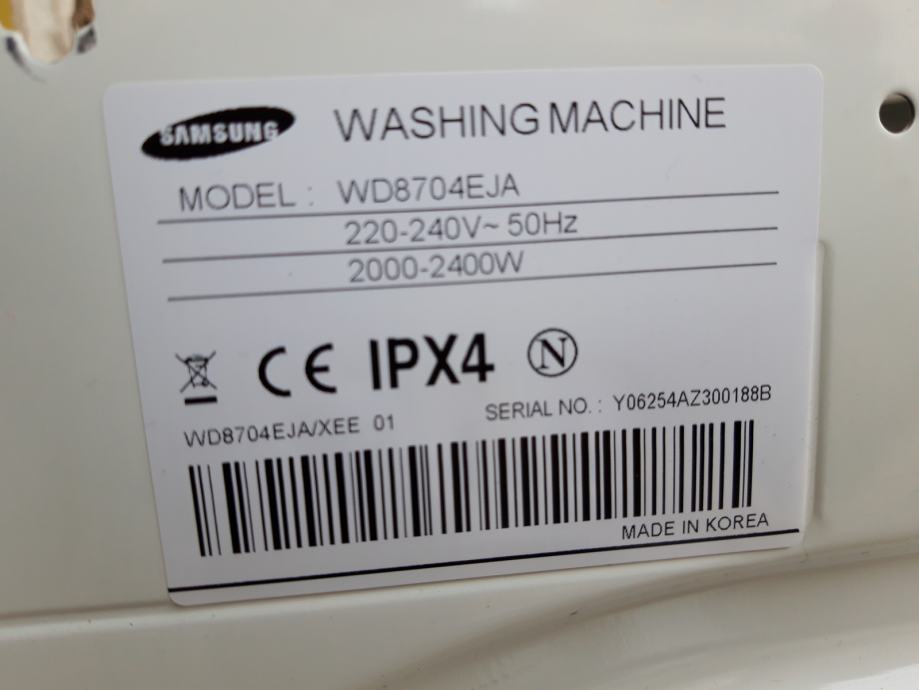 SAMSUNG WASHING MACHINE
MODEL : WD8704EJA
220-240V~ 50Hz
2000-2400W
CE IPX4 N
WD8704EJA/XEE 01 SERIAL NO. : Y06254AZ300188B
MADE IN KOREA